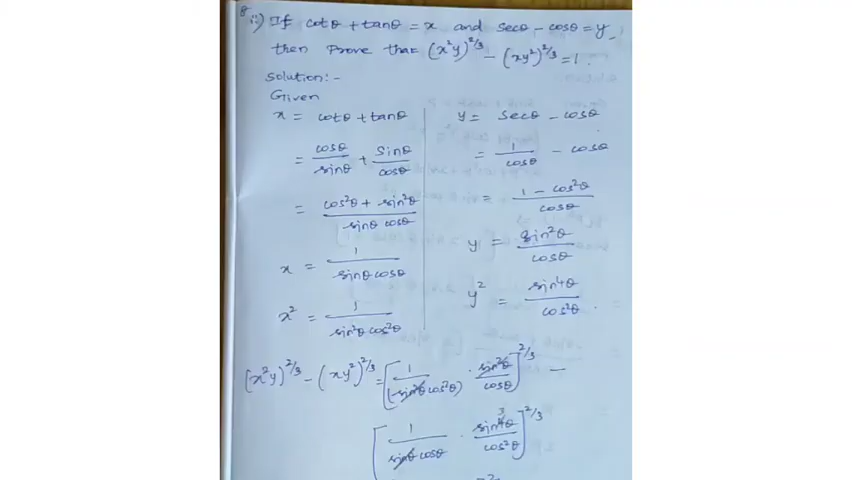 8
ii) If cotθ + tanθ = x and secθ - cosθ = y,
then Prove that (x²y)^2/3 - (xy²)^2/3 = 1.
Solution:-
Given
x = cotθ + tanθ
= cosθ/sinθ + sinθ/cosθ
= cos²θ + sin²θ / sinθ cosθ
x = 1 / sinθ cosθ
x² = 1 / sin²θ cos²θ
y = secθ - cosθ
= 1/cosθ - cosθ
= 1 - cos²θ / cosθ
y = sin²θ / cosθ
y² = sin⁴θ / cos²θ.
(x²y)^2/3 - (xy²)^2/3 = [1 / (sin²θ cos²θ) · sin²θ / cosθ]^2/3 -
[1 / sinθ cosθ · sin⁴θ 3 / cos²θ]^2/3